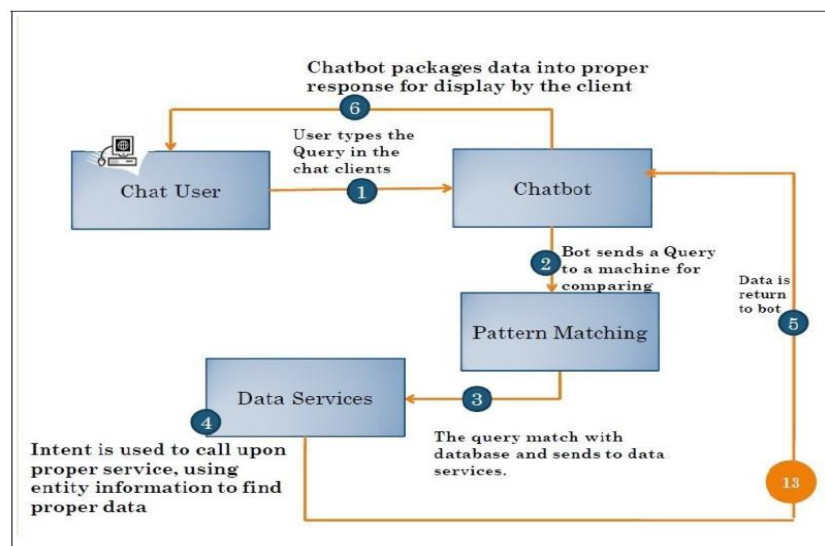 Chatbot packages data into proper
response for display by the client
6
User types the
Query in the
chat clients
Chat User
1
Chatbot
2
Bot sends a Query
to a machine for
comparing
Data is
return
to bot
5
Pattern Matching
Data Services
3
4
The query match with
database and sends to data
services.
Intent is used to call upon
proper service, using
entity information to find
proper data
13